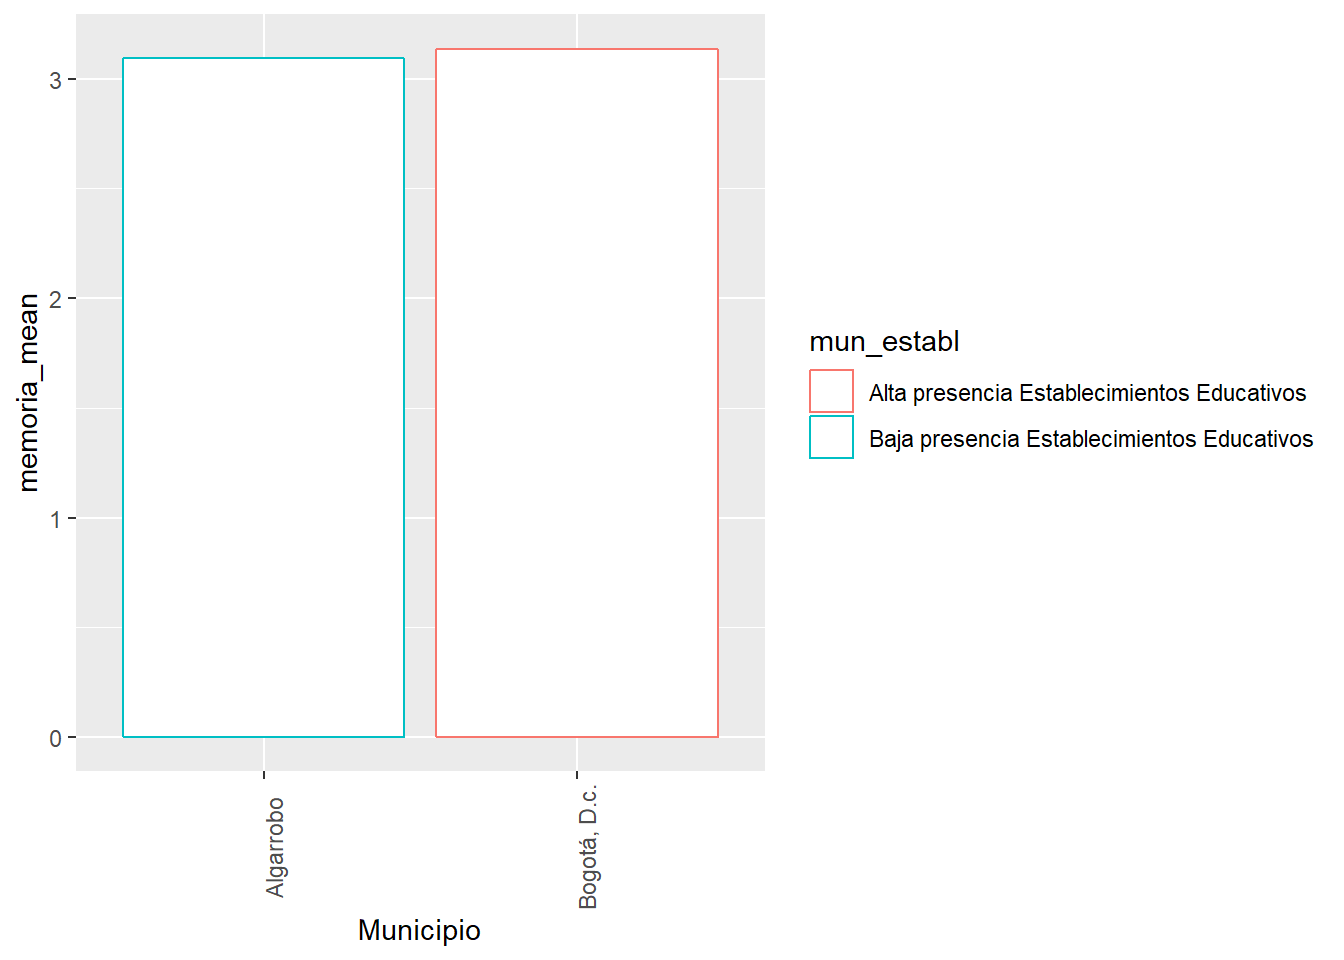 memoria_mean
3
2
1
0
Algarrobo
Bogotá, D.c.
Municipio
mun_establ
Alta presencia Establecimientos Educativos
Baja presencia Establecimientos Educativos